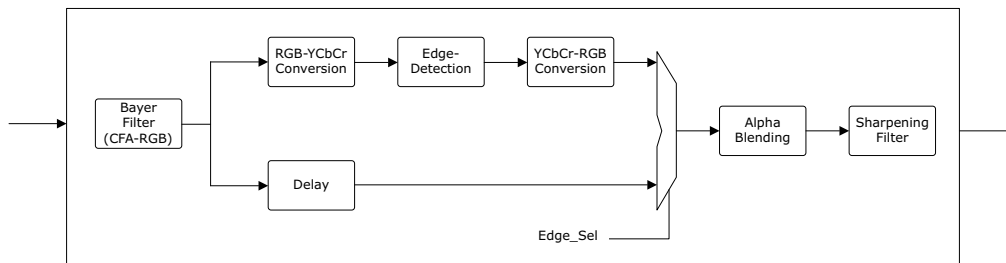 RGB-YCbCr
Conversion
Edge-
Detection
YCbCr-RGB
Conversion
Bayer
Filter
(CFA-RGB)
Alpha
Blending
Sharpening
Filter
Delay
Edge_Sel